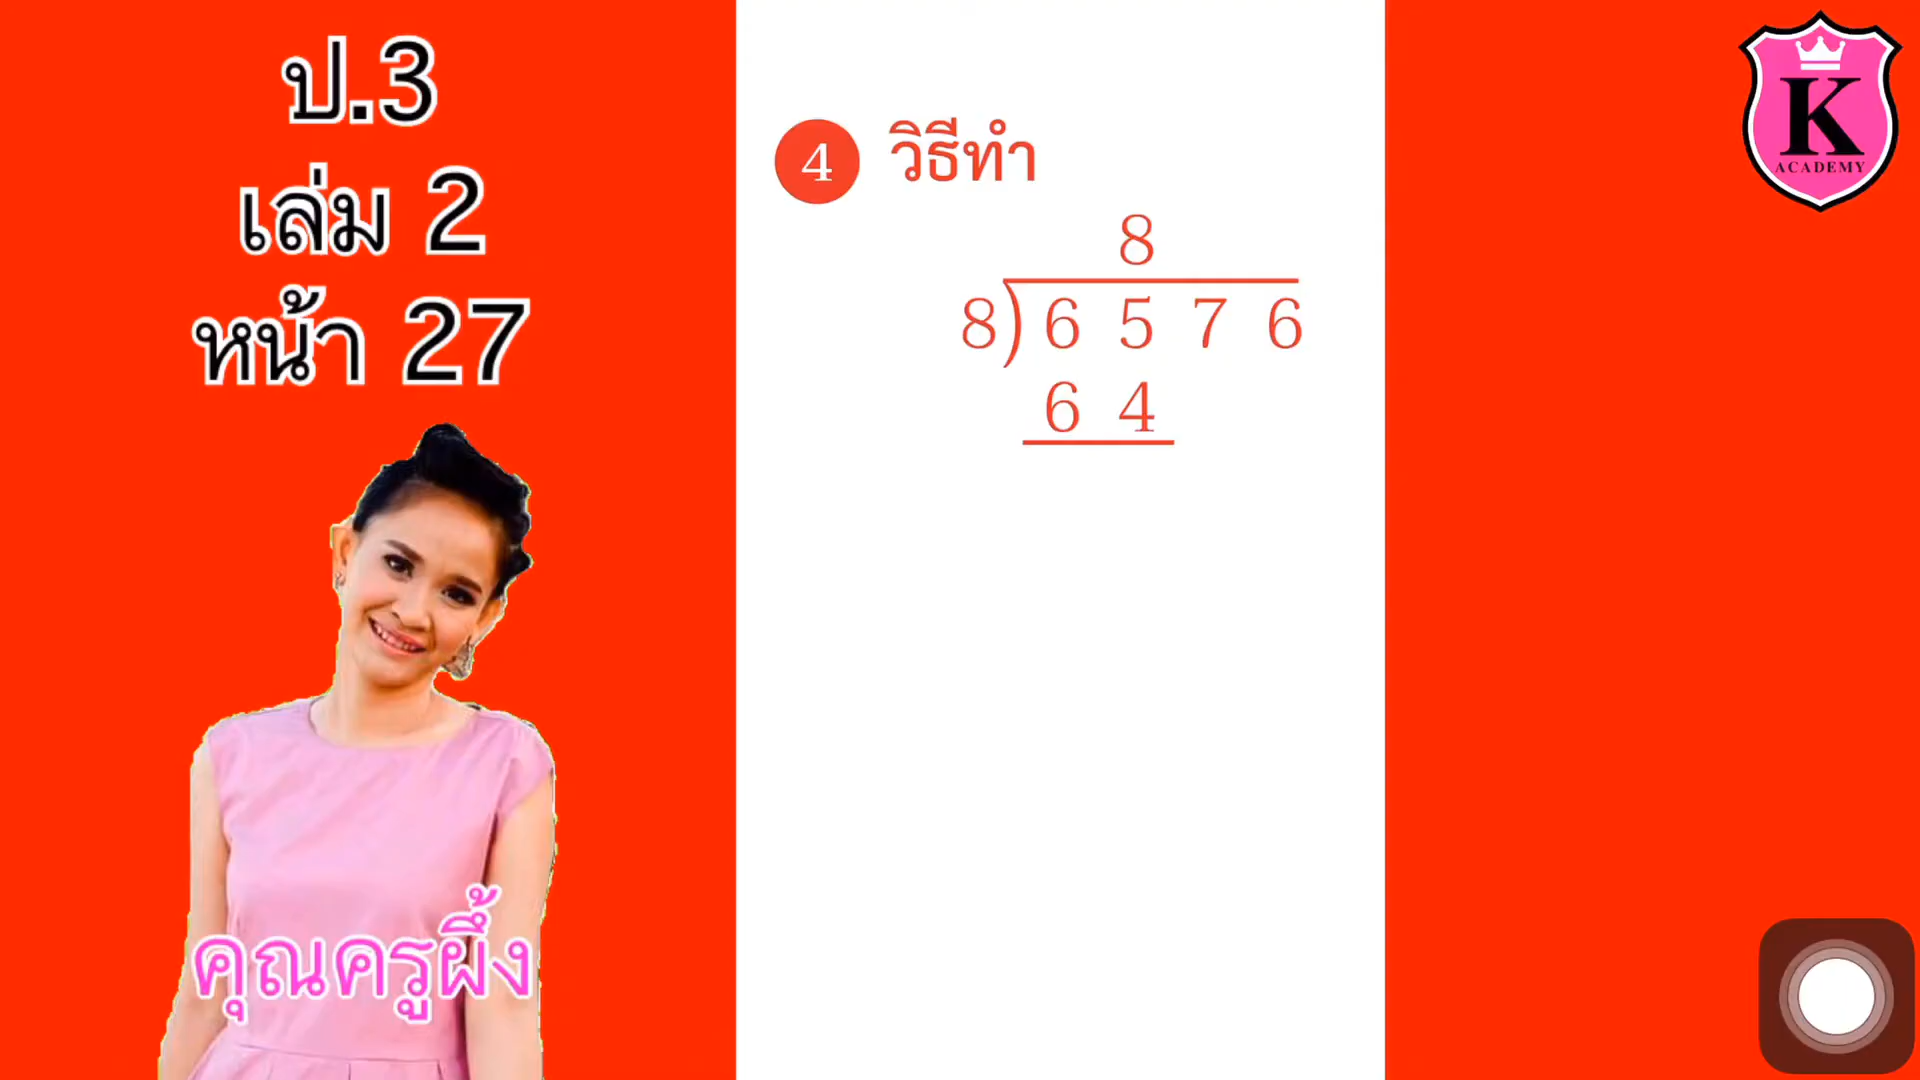 ป.3
เล่ม 2
หน้า 27
คุณครูผึ้ง
4 วิธีทำ
8
8) 6 5 7 6
6 4
K
ACADEMY